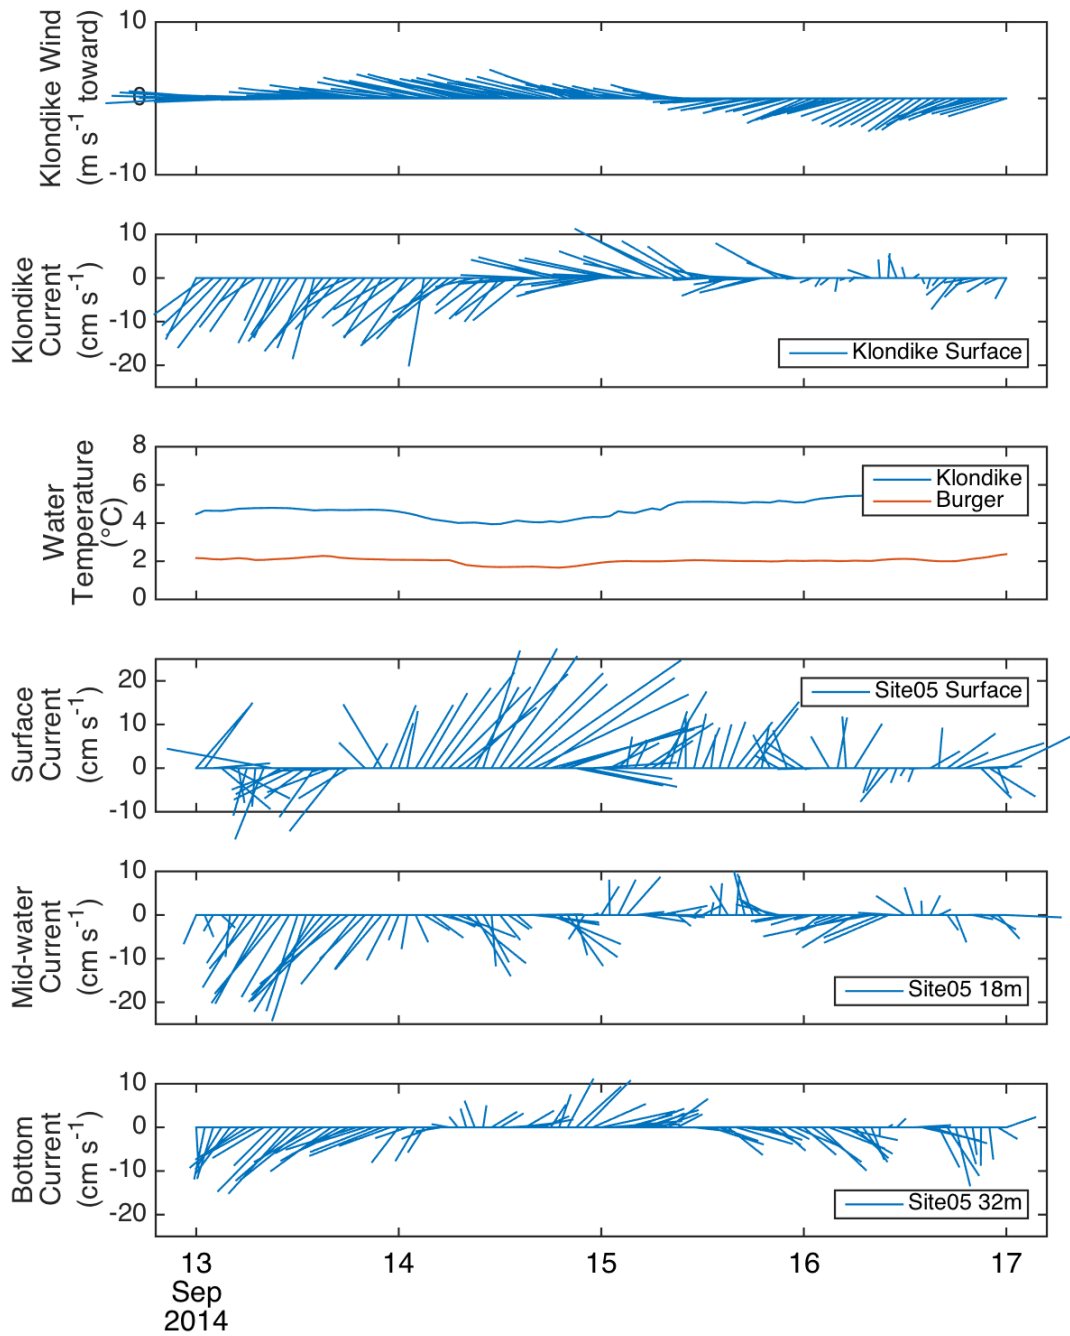 Klondike Wind
(m s⁻¹ toward)
10
0
-10
Klondike
Current
(cm s⁻¹)
10
0
-10
-20
Klondike Surface
Water
Temperature
(°C)
8
6
4
2
0
Klondike
Burger
Surface
Current
(cm s⁻¹)
20
10
0
-10
Site05 Surface
Mid-water
Current
(cm s⁻¹)
10
0
-10
-20
Site05 18m
Bottom
Current
(cm s⁻¹)
10
0
-10
-20
Site05 32m
13 14 15 16 17
Sep
2014